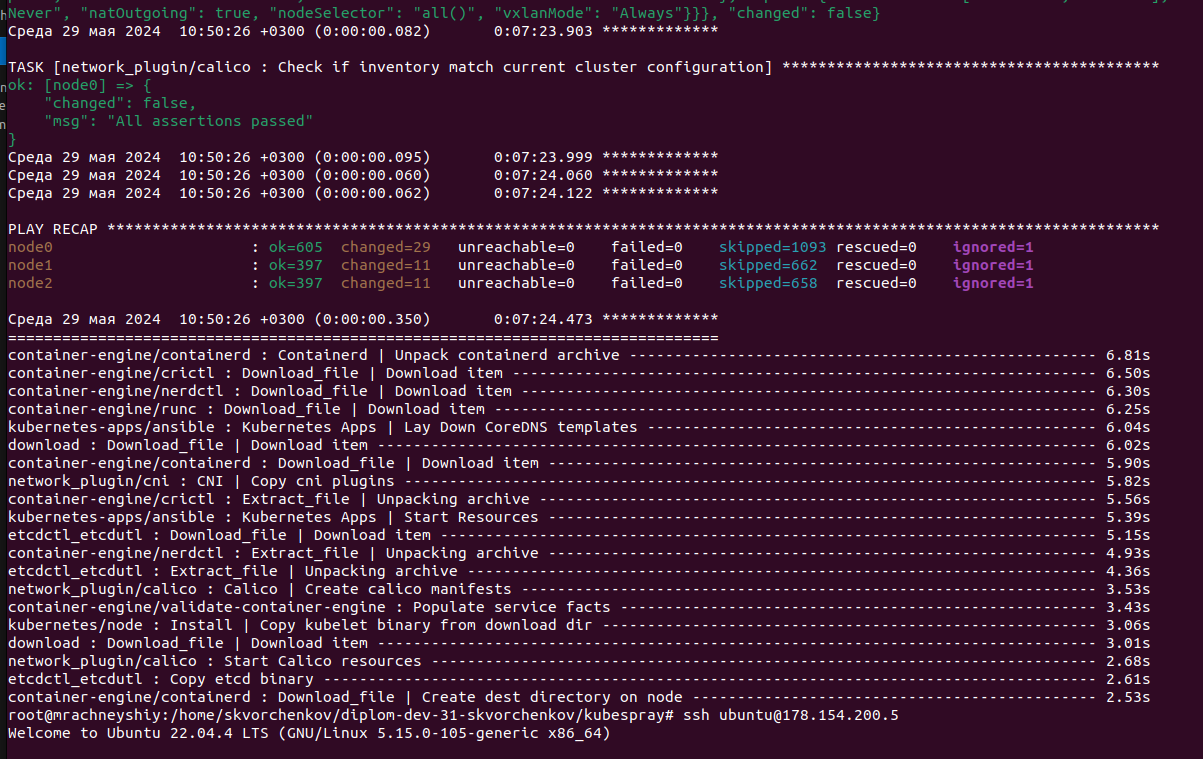 Never", "natOutgoing": true, "nodeSelector": "all()", "vxlanMode": "Always"}}}, "changed": false}
Среда 29 мая 2024  10:50:26 +0300 (0:00:00.082)       0:07:23.903 *************
TASK [network_plugin/calico : Check if inventory match current cluster configuration] ******************************************
ok: [node0] => {
    "changed": false,
    "msg": "All assertions passed"
}
Среда 29 мая 2024  10:50:26 +0300 (0:00:00.095)       0:07:23.999 *************
Среда 29 мая 2024  10:50:26 +0300 (0:00:00.060)       0:07:24.060 *************
Среда 29 мая 2024  10:50:26 +0300 (0:00:00.062)       0:07:24.122 *************
PLAY RECAP *********************************************************************************************************************
node0                      : ok=605  changed=29   unreachable=0    failed=0    skipped=1093 rescued=0    ignored=1
node1                      : ok=397  changed=11   unreachable=0    failed=0    skipped=662  rescued=0    ignored=1
node2                      : ok=397  changed=11   unreachable=0    failed=0    skipped=658  rescued=0    ignored=1
Среда 29 мая 2024  10:50:26 +0300 (0:00:00.350)       0:07:24.473 *************
===============================================================================
container-engine/containerd : Containerd | Unpack containerd archive ---------------------------------------------------- 6.81s
container-engine/crictl : Download_file | Download item ----------------------------------------------------------------- 6.50s
container-engine/nerdctl : Download_file | Download item ---------------------------------------------------------------- 6.30s
container-engine/runc : Download_file | Download item ------------------------------------------------------------------- 6.25s
kubernetes-apps/ansible : Kubernetes Apps | Lay Down CoreDNS templates -------------------------------------------------- 6.04s
download : Download_file | Download item -------------------------------------------------------------------------------- 6.02s
container-engine/containerd : Download_file | Download item ------------------------------------------------------------- 5.90s
network_plugin/cni : CNI | Copy cni plugins ----------------------------------------------------------------------------- 5.82s
container-engine/crictl : Extract_file | Unpacking archive -------------------------------------------------------------- 5.56s
kubernetes-apps/ansible : Kubernetes Apps | Start Resources ------------------------------------------------------------- 5.39s
etcdctl_etcdutl : Download_file | Download item ------------------------------------------------------------------------- 5.15s
container-engine/nerdctl : Extract_file | Unpacking archive ------------------------------------------------------------- 4.93s
etcdctl_etcdutl : Extract_file | Unpacking archive ---------------------------------------------------------------------- 4.36s
network_plugin/calico : Calico | Create calico manifests ---------------------------------------------------------------- 3.53s
container-engine/validate-container-engine : Populate service facts ----------------------------------------------------- 3.43s
kubernetes/node : Install | Copy kubelet binary from download dir ------------------------------------------------------- 3.06s
download : Download_file | Download item -------------------------------------------------------------------------------- 3.01s
network_plugin/calico : Start Calico resources -------------------------------------------------------------------------- 2.68s
etcdctl_etcdutl : Copy etcd binary -------------------------------------------------------------------------------------- 2.61s
container-engine/containerd : Download_file | Create dest directory on node --------------------------------------------- 2.53s
root@mrachneyshiy:/home/skvorchenkov/diplom-dev-31-skvorchenkov/kubespray# ssh ubuntu@178.154.200.5
Welcome to Ubuntu 22.04.4 LTS (GNU/Linux 5.15.0-105-generic x86_64)